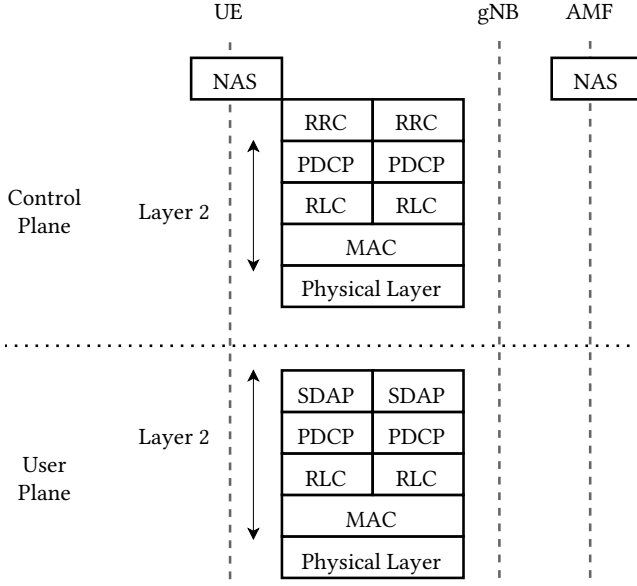 UE gNB AMF
NAS NAS
RRC RRC
PDCP PDCP
Control
Plane
Layer 2
RLC RLC
MAC
Physical Layer
SDAP SDAP
Layer 2
PDCP PDCP
User
Plane
RLC RLC
MAC
Physical Layer